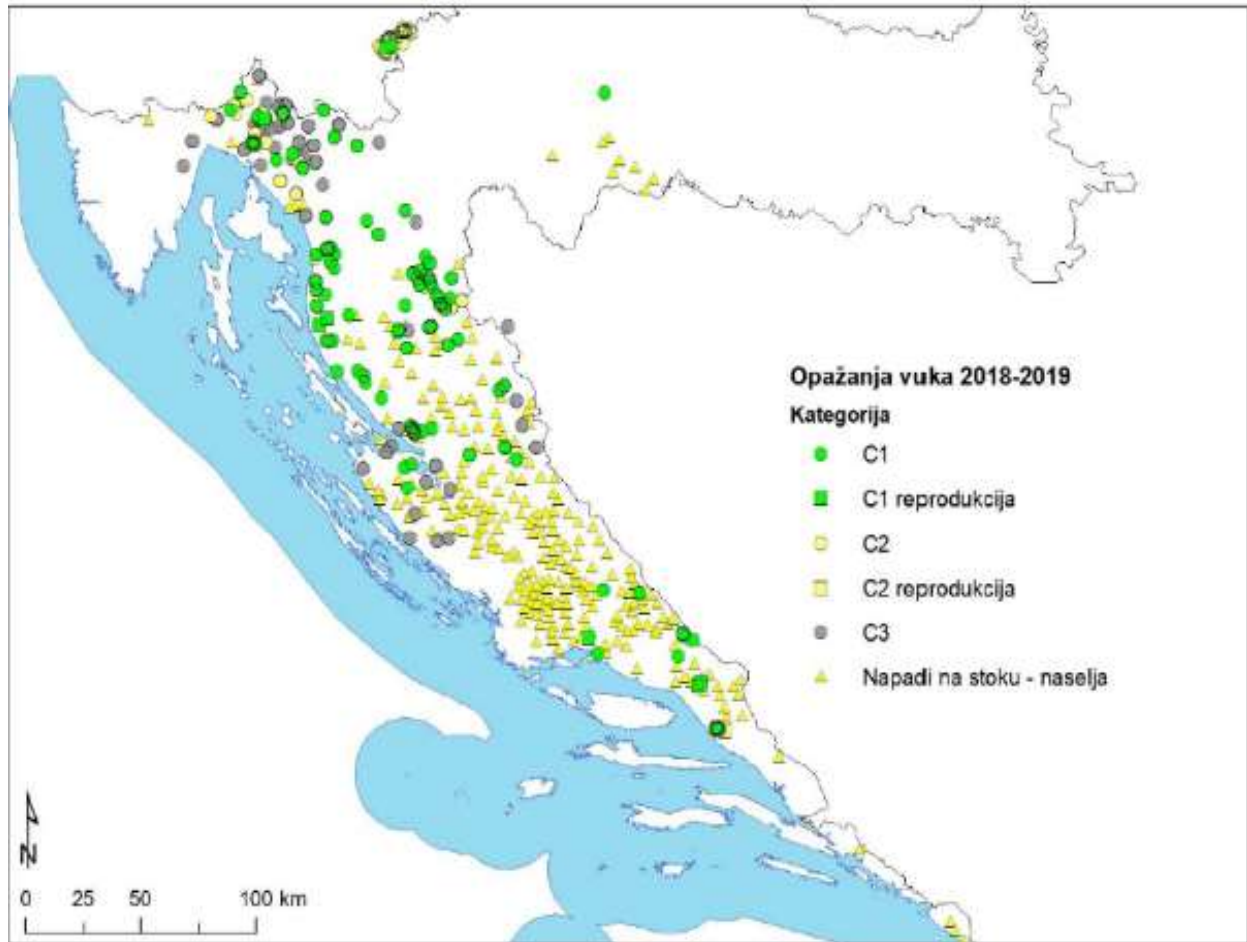 Opažanja vuka 2018-2019
Kategorija
C1
C1 reprodukcija
C2
C2 reprodukcija
C3
Napadi na stoku - naselja
N
0 25 50 100 km